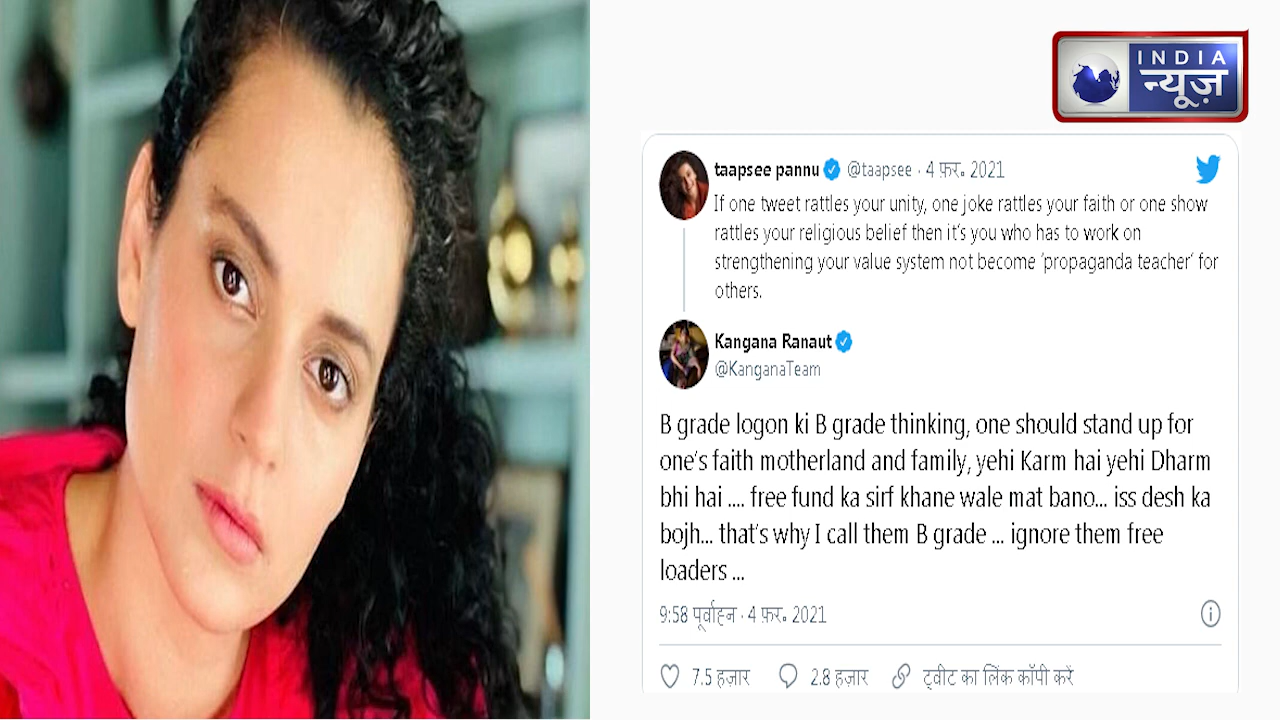 INDIA
न्यूज़
taapsee pannu @taapsee · 4 फ़र॰ 2021
If one tweet rattles your unity, one joke rattles your faith or one show
rattles your religious belief then it's you who has to work on
strengthening your value system not become 'propaganda teacher' for
others.
Kangana Ranaut
@KanganaTeam
B grade logon ki B grade thinking, one should stand up for
one's faith motherland and family, yehi Karm hai yehi Dharm
bhi hai .... free fund ka sirf khane wale mat bano... iss desh ka
bojh... that's why I call them B grade ... ignore them free
loaders ...
9:58 पूर्वाह्न · 4 फ़र॰ 2021
7.5 हज़ार 2.8 हज़ार ट्वीट का लिंक कॉपी करें